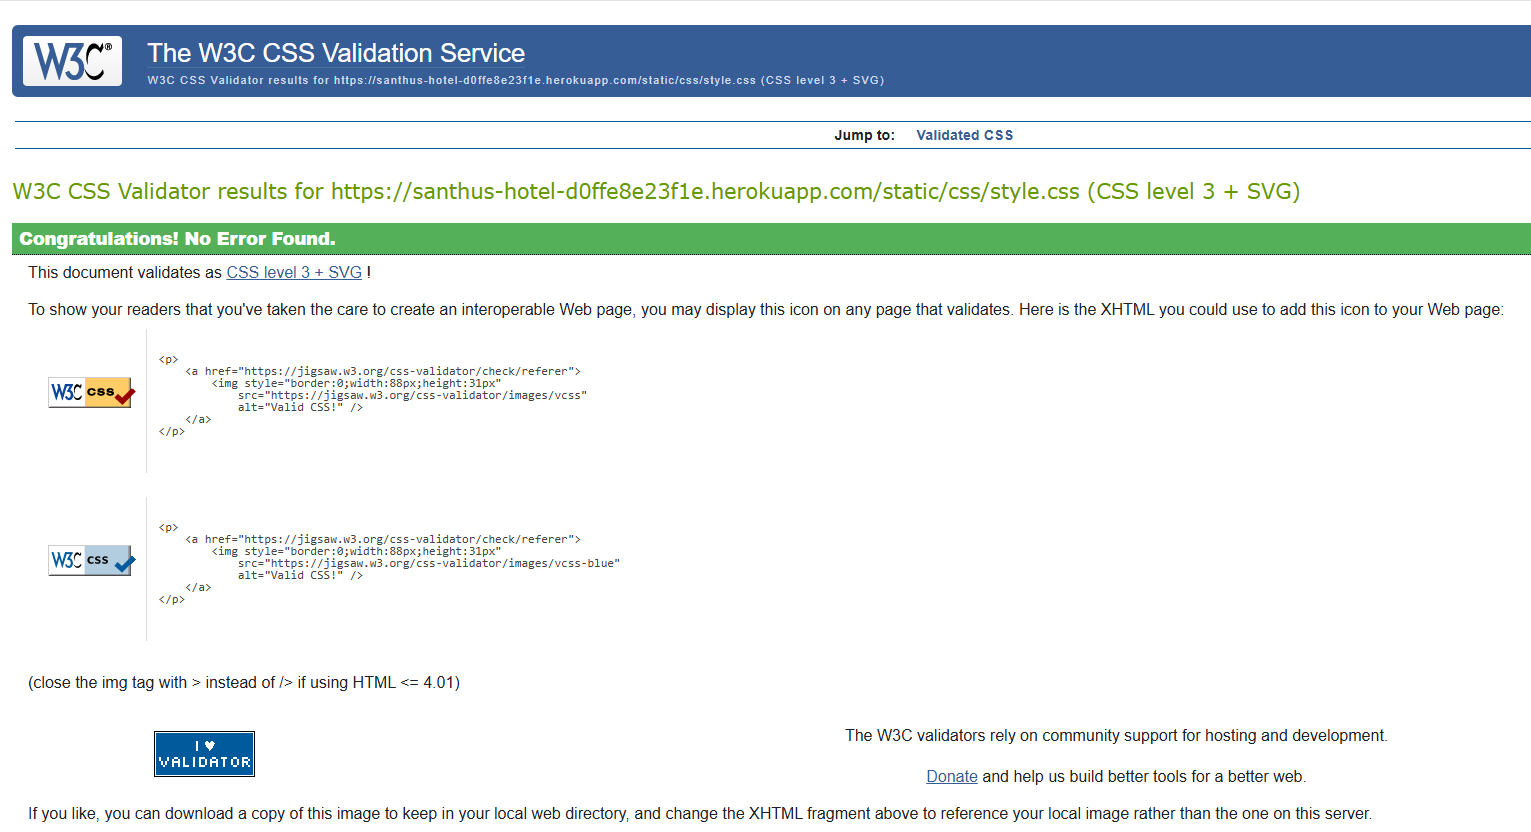 W3C®
The W3C CSS Validation Service
W3C CSS Validator results for https://santhus-hotel-d0ffe8e23f1e.herokuapp.com/static/css/style.css (CSS level 3 + SVG)
Jump to: Validated CSS
W3C CSS Validator results for https://santhus-hotel-d0ffe8e23f1e.herokuapp.com/static/css/style.css (CSS level 3 + SVG)
Congratulations! No Error Found.
This document validates as CSS level 3 + SVG !
To show your readers that you've taken the care to create an interoperable Web page, you may display this icon on any page that validates. Here is the XHTML you could use to add this icon to your Web page:
W3C css
<p>
<a href="https://jigsaw.w3.org/css-validator/check/referer">
<img style="border:0;width:88px;height:31px"
src="https://jigsaw.w3.org/css-validator/images/vcss"
alt="Valid CSS!" />
</a>
</p>
W3C css
<p>
<a href="https://jigsaw.w3.org/css-validator/check/referer">
<img style="border:0;width:88px;height:31px"
src="https://jigsaw.w3.org/css-validator/images/vcss-blue"
alt="Valid CSS!" />
</a>
</p>
(close the img tag with > instead of /> if using HTML <= 4.01)
I ♥
VALIDATOR
The W3C validators rely on community support for hosting and development.
Donate and help us build better tools for a better web.
If you like, you can download a copy of this image to keep in your local web directory, and change the XHTML fragment above to reference your local image rather than the one on this server.